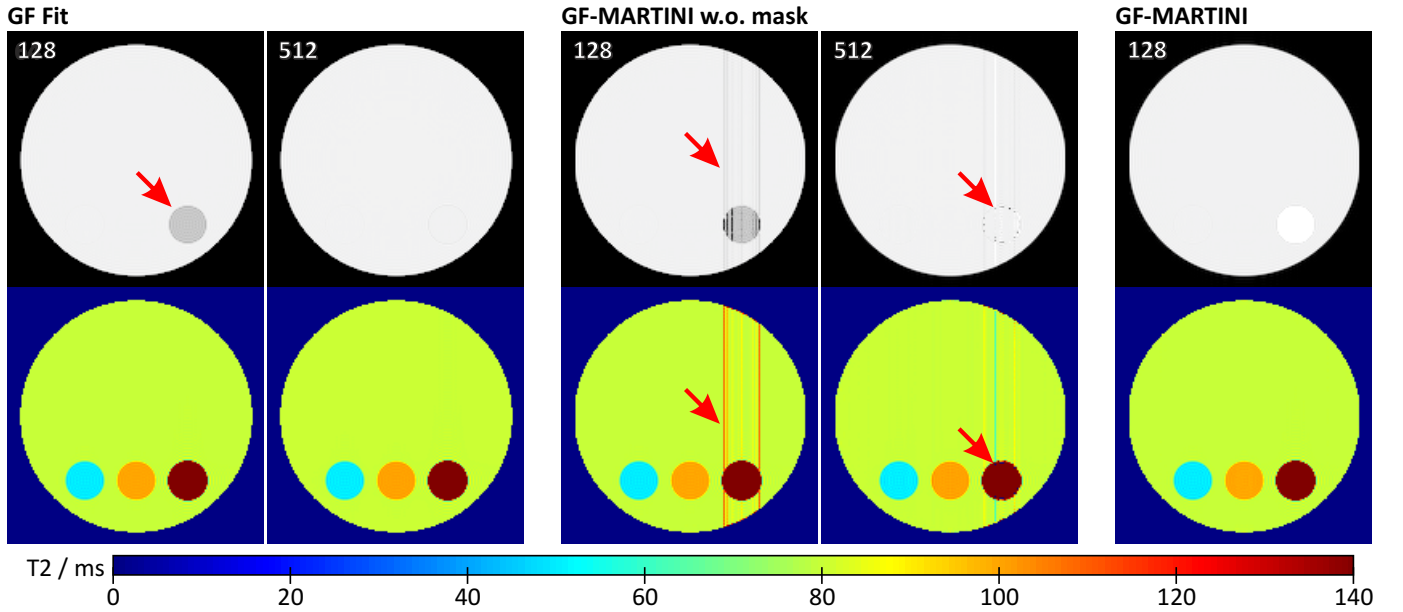 GF Fit
GF-MARTINI w.o. mask
GF-MARTINI
128
512
128
512
128
T2 / ms
0 20 40 60 80 100 120 140